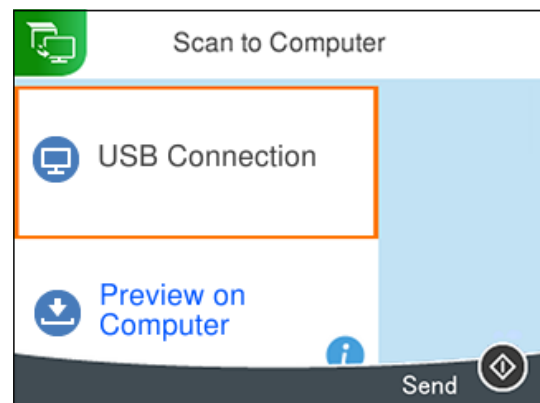 Scan to Computer
USB Connection
Preview on
Computer
i
Send